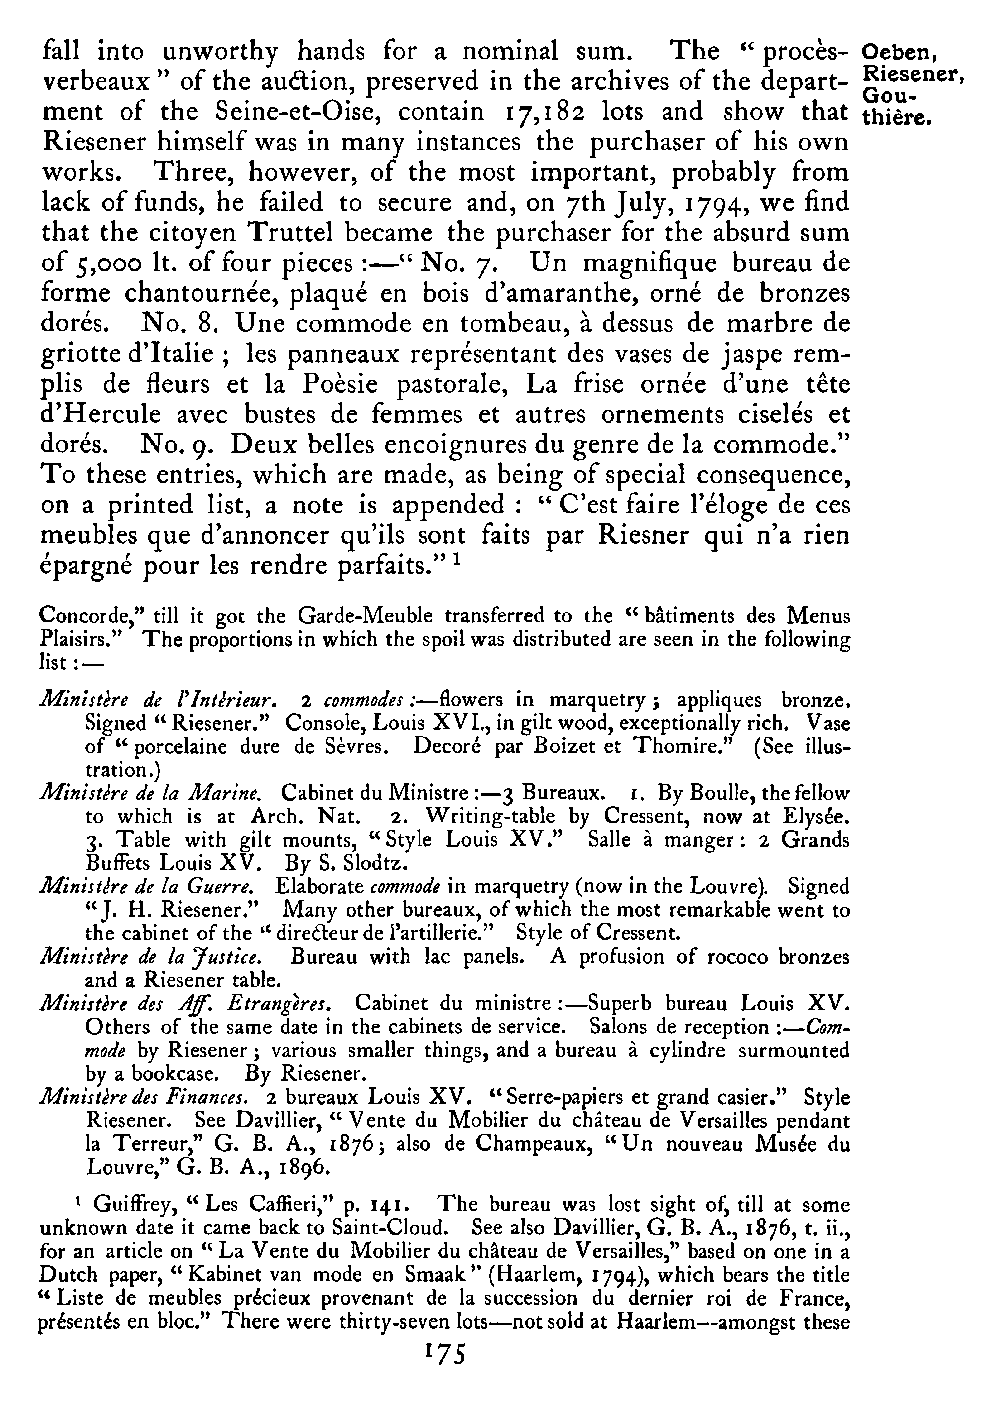 fall into unworthy hands for a nominal sum. The “ procès-
verbeaux ” of the auction, preserved in the archives of the depart-
ment of the Seine-et-Oise, contain 17,182 lots and show that
Riesener himself was in many instances the purchaser of his own
works. Three, however, of the most important, probably from
lack of funds, he failed to secure and, on 7th July, 1794, we find
that the citoyen Truttel became the purchaser for the absurd sum
of 5,000 lt. of four pieces :—“ No. 7. Un magnifique bureau de
forme chantournée, plaqué en bois d’amaranthe, orné de bronzes
dorés. No. 8. Une commode en tombeau, à dessus de marbre de
griotte d’Italie ; les panneaux représentant des vases de jaspe rem-
plis de fleurs et la Poèsie pastorale, La frise ornée d’une tête
d’Hercule avec bustes de femmes et autres ornements ciselés et
dorés. No. 9. Deux belles encoignures du genre de la commode.”
To these entries, which are made, as being of special consequence,
on a printed list, a note is appended : “ C’est faire l’éloge de ces
meubles que d’annoncer qu’ils sont faits par Riesner qui n’a rien
épargné pour les rendre parfaits.” ¹
Oeben,
Riesener,
Gou-
thière.
Concorde,” till it got the Garde-Meuble transferred to the “ bâtiments des Menus
Plaisirs.” The proportions in which the spoil was distributed are seen in the following
list :—
Ministère de l’Intèrieur. 2 commodes :—flowers in marquetry ; appliques bronze.
Signed “ Riesener.” Console, Louis XVI., in gilt wood, exceptionally rich. Vase
of “ porcelaine dure de Sèvres. Decoré par Boizet et Thomire.” (See illus-
tration.)
Ministère de la Marine. Cabinet du Ministre :—3 Bureaux. 1. By Boulle, the fellow
to which is at Arch. Nat. 2. Writing-table by Cressent, now at Elysée.
3. Table with gilt mounts, “ Style Louis XV.” Salle à manger : 2 Grands
Buffets Louis XV. By S. Slodtz.
Ministère de la Guerre. Elaborate commode in marquetry (now in the Louvre). Signed
“ J. H. Riesener.” Many other bureaux, of which the most remarkable went to
the cabinet of the “ directeur de l’artillerie.” Style of Cressent.
Ministère de la Justice. Bureau with lac panels. A profusion of rococo bronzes
and a Riesener table.
Ministère des Aff. Etrangères. Cabinet du ministre :—Superb bureau Louis XV.
Others of the same date in the cabinets de service. Salons de reception :—Com-
mode by Riesener ; various smaller things, and a bureau à cylindre surmounted
by a bookcase. By Riesener.
Ministère des Finances. 2 bureaux Louis XV. “ Serre-papiers et grand casier.” Style
Riesener. See Davillier, “ Vente du Mobilier du château de Versailles pendant
la Terreur,” G. B. A., 1876 ; also de Champeaux, “ Un nouveau Musée du
Louvre,” G. B. A., 1896.
¹ Guiffrey, “ Les Caffieri,” p. 141. The bureau was lost sight of, till at some
unknown date it came back to Saint-Cloud. See also Davillier, G. B. A., 1876, t. ii.,
for an article on “ La Vente du Mobilier du château de Versailles,” based on one in a
Dutch paper, “ Kabinet van mode en Smaak ” (Haarlem, 1794), which bears the title
“ Liste de meubles précieux provenant de la succession du dernier roi de France,
présentés en bloc.” There were thirty-seven lots—not sold at Haarlem—amongst these
175